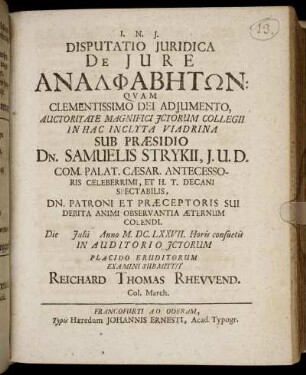 I. N. J.
19.
DISPUTATIO JURIDICA
DE JURE
ΑΝΑΛΦΑΒΗΤΩΝ:
QVAM
CLEMENTISSIMO DEI ADJUMENTO,
AUCTORITATE MAGNIFICI JCTORUM COLLEGII
IN HAC INCLYTA VIADRINA
SUB PRÆSIDIO
DN. SAMUELIS STRYKII, J. U. D.
COM. PALAT. CÆSAR. ANTECESSO-
RIS CELEBERRIMI, ET H. T. DECANI
SPECTABILIS,
DN. PATRONI ET PRÆCEPTORIS SUI
DEBITA ANIMI OBSERVANTIA ÆTERNUM
COLENDI.
Die Julii Anno M. DC. LXXVII. Horis consuetis
IN AUDITORIO JCTORUM
PLACIDO ERUDITORUM
EXAMINI SUBMITTIT
REICHARD THOMAS RHEVVEND.
Col. March.
FRANCOFURTI AD ODERAM,
Typis Hæredum JOHANNIS ERNESTI, Acad. Typogr.